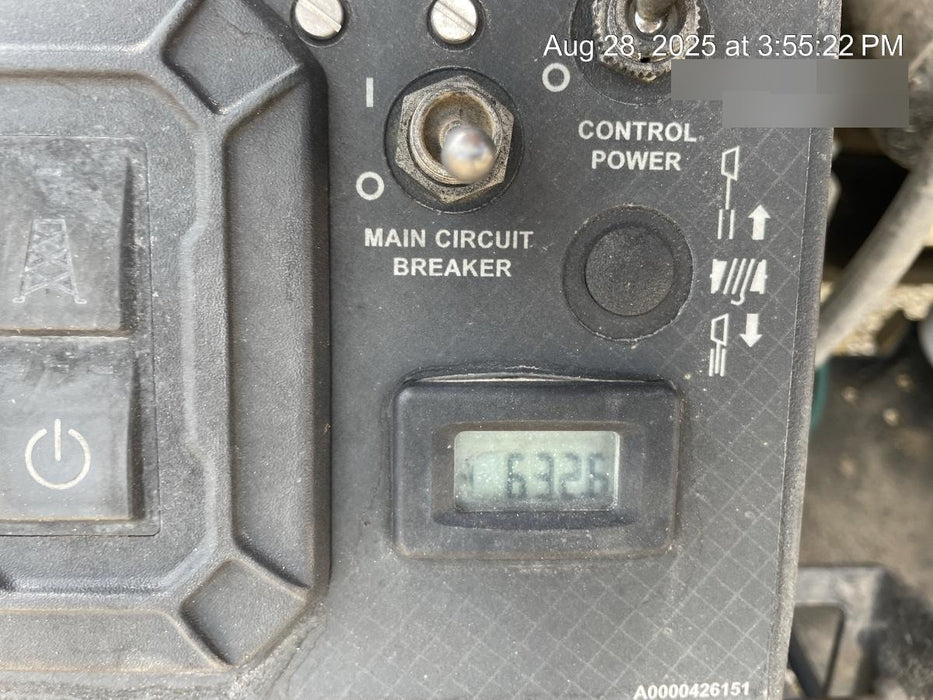 Aug 28, 2025 at 3:55:22 PM
I
O
O
CONTROL
POWER
MAIN CIRCUIT
BREAKER
6326
A0000426151